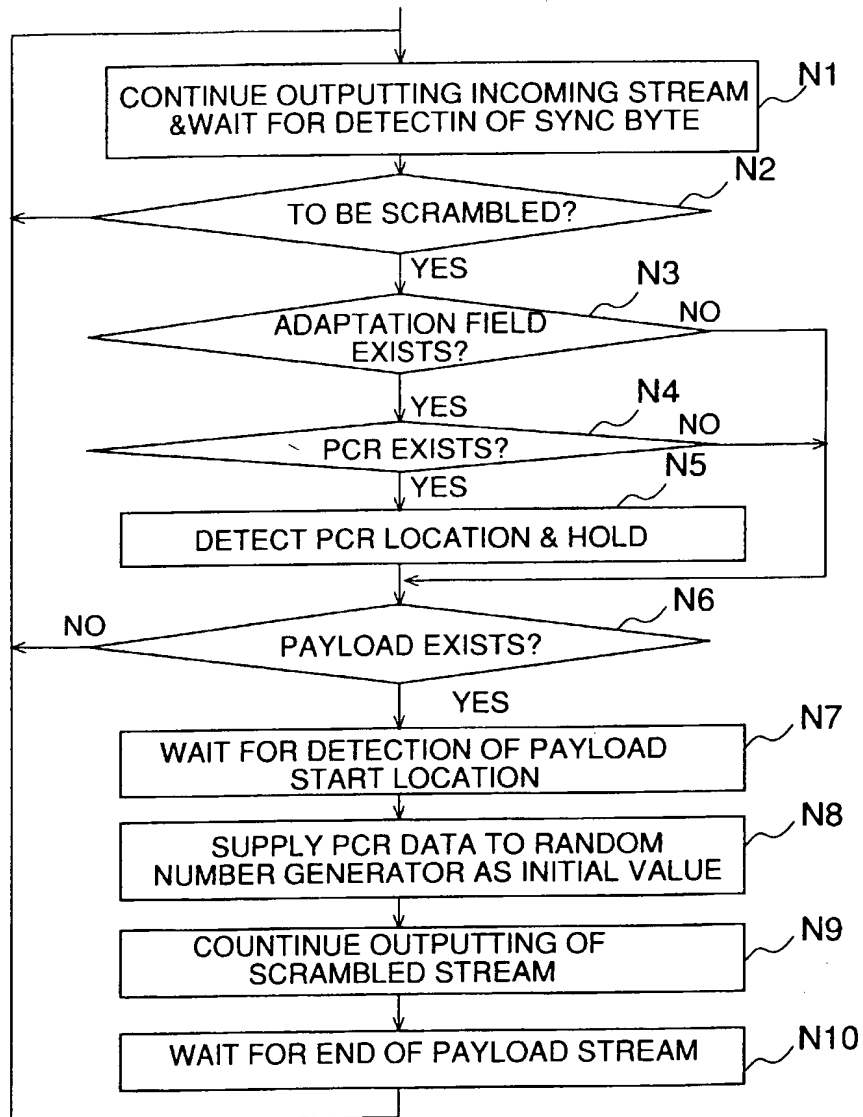 N1
CONTINUE OUTPUTTING INCOMING STREAM
&WAIT FOR DETECTIN OF SYNC BYTE
N2
TO BE SCRAMBLED?
YES
N3
ADAPTATION FIELD
EXISTS?
NO
YES
N4
PCR EXISTS?
NO
YES
N5
DETECT PCR LOCATION & HOLD
N6
NO
PAYLOAD EXISTS?
YES
N7
WAIT FOR DETECTION OF PAYLOAD
START LOCATION
N8
SUPPLY PCR DATA TO RANDOM
NUMBER GENERATOR AS INITIAL VALUE
N9
COUNTINUE OUTPUTTING OF
SCRAMBLED STREAM
N10
WAIT FOR END OF PAYLOAD STREAM